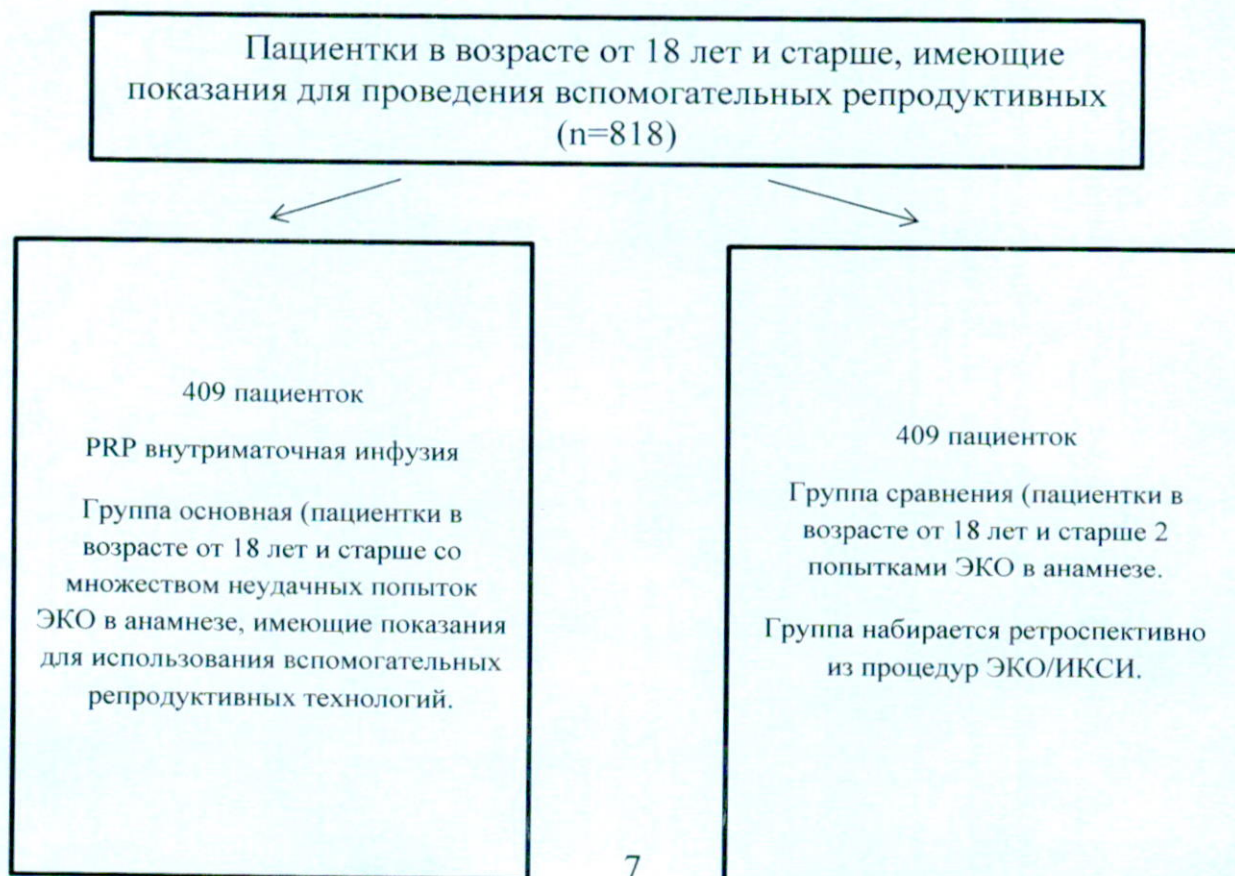 Пациентки в возрасте от 18 лет и старше, имеющие
показания для проведения вспомогательных репродуктивных
(n=818)
409 пациенток
PRP внутриматочная инфузия
Группа основная (пациентки в
возрасте от 18 лет и старше со
множеством неудачных попыток
ЭКО в анамнезе, имеющие показания
для использования вспомогательных
репродуктивных технологий.
409 пациенток
Группа сравнения (пациентки в
возрасте от 18 лет и старше 2
попытками ЭКО в анамнезе.
Группа набирается ретроспективно
из процедур ЭКО/ИКСИ.
7